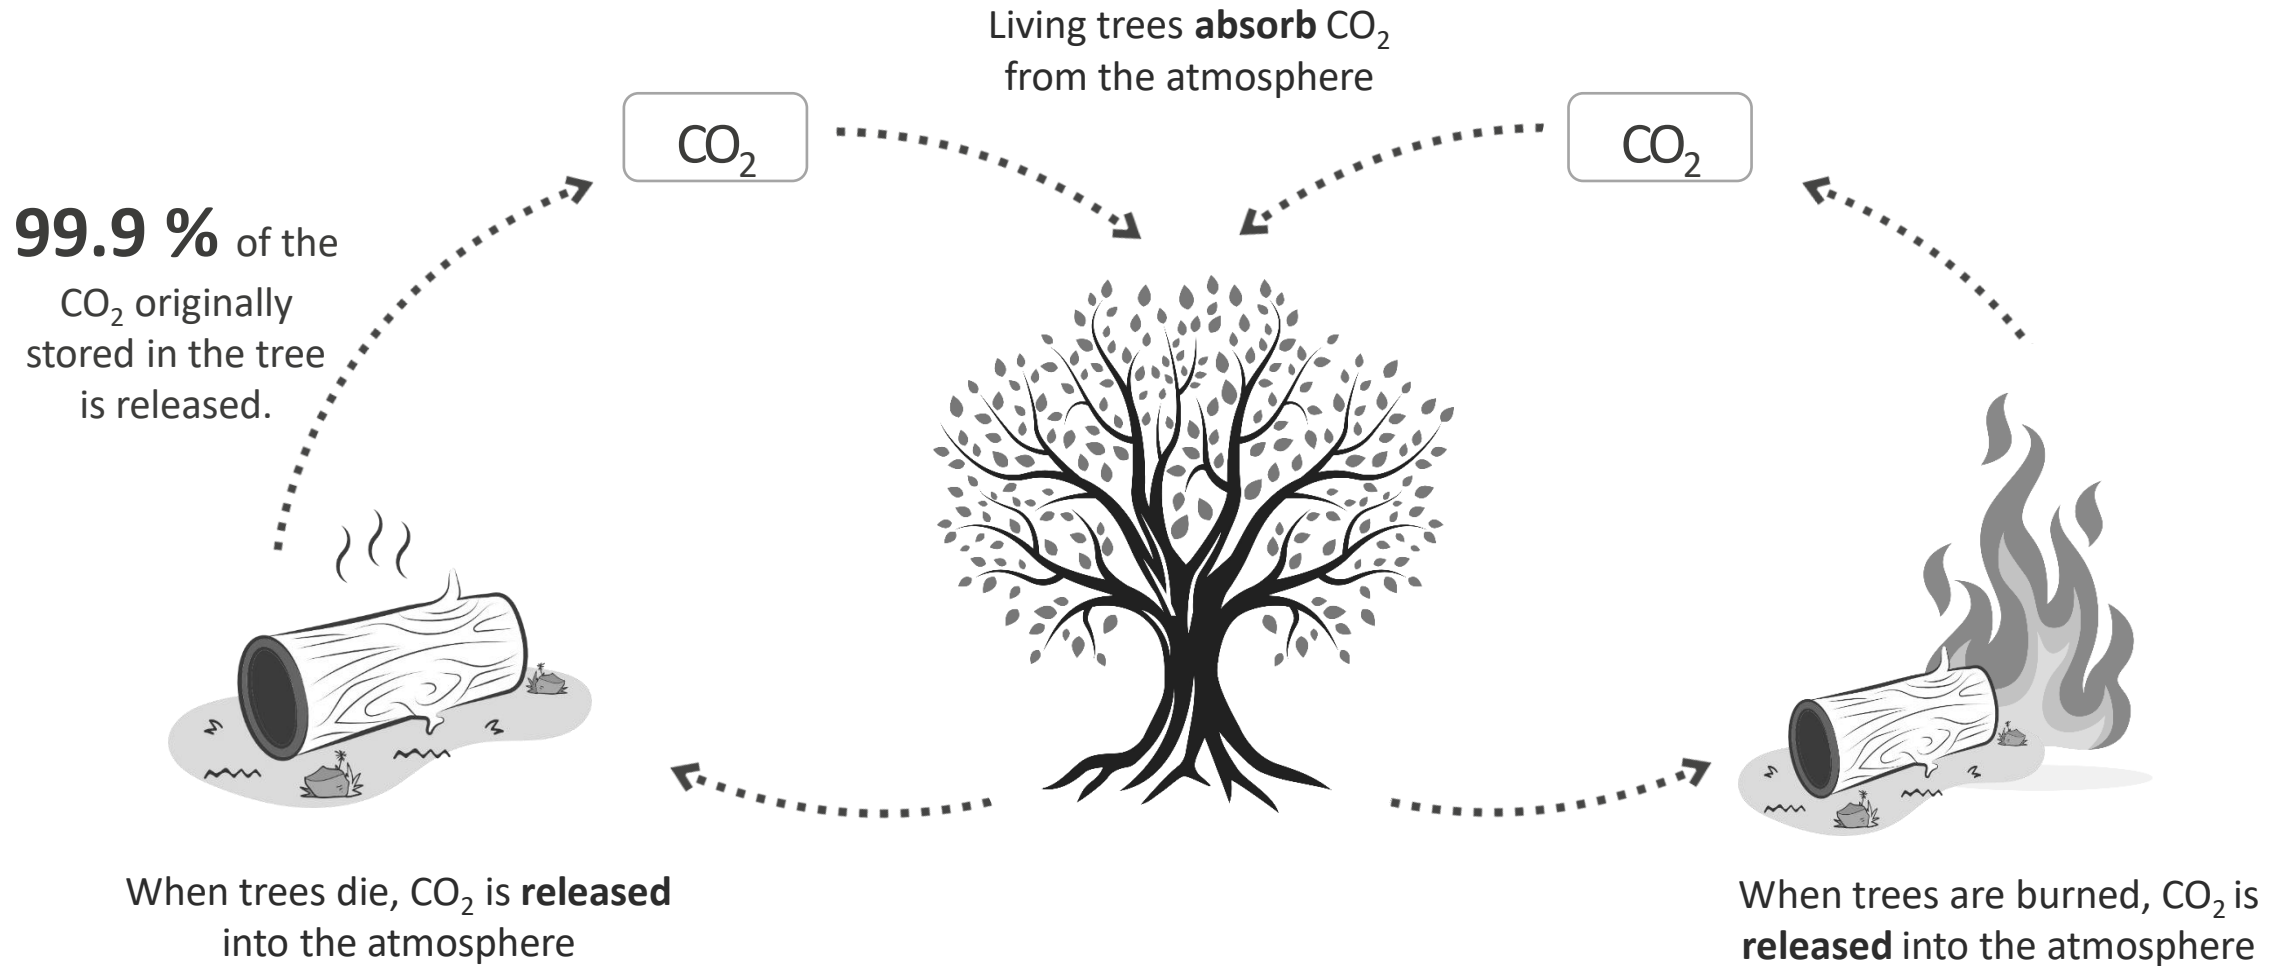 Living trees absorb CO₂
from the atmosphere
CO₂
CO₂
99.9 % of the
CO₂ originally
stored in the tree
is released.
When trees die, CO₂ is released
into the atmosphere
When trees are burned, CO₂ is
released into the atmosphere